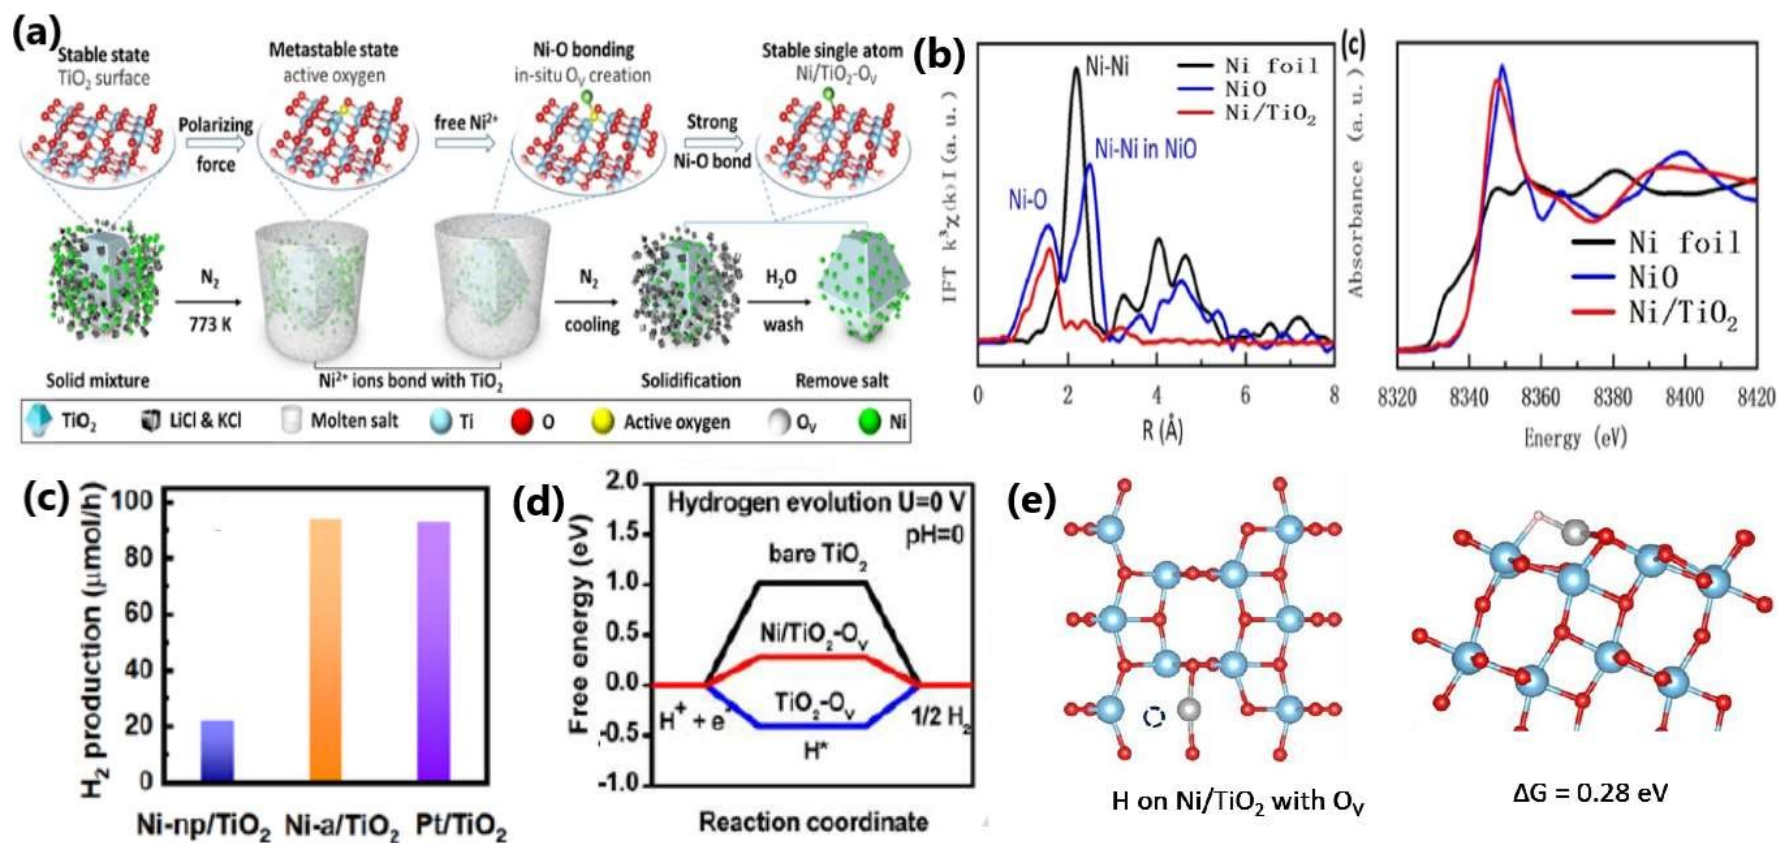 (a)
Stable state
TiO₂ surface
Metastable state
active oxygen
Ni-O bonding
in-situ Oᵥ creation
Stable single atom
Ni/TiO₂-Oᵥ
Polarizing
force
free Ni²⁺
Strong
Ni-O bond
N₂
773 K
N₂
cooling
H₂O
wash
Solid mixture
Ni²⁺ ions bond with TiO₂
Solidification
Remove salt
TiO₂
LiCl & KCl
Molten salt
Ti
O
Active oxygen
Oᵥ
Ni
(b)
IFT k³χ(k)I(a. u.)
Ni-Ni
Ni foil
NiO
Ni/TiO₂
Ni-Ni in NiO
Ni-O
0 2 4 6 8
R (Å)
(c)
Absorbance (a. u.)
Ni foil
NiO
Ni/TiO₂
8320 8340 8360 8380 8400 8420
Energy (eV)
(c)
H₂ production (μmol/h)
100
80
60
40
20
0
Ni-np/TiO₂ Ni-a/TiO₂ Pt/TiO₂
(d)
Free energy (eV)
2.0
1.5
1.0
0.5
0.0
-0.5
-1.0
Hydrogen evolution U=0 V
pH=0
bare TiO₂
Ni/TiO₂-Oᵥ
TiO₂-Oᵥ
H⁺ + e⁻
1/2 H₂
H*
Reaction coordinate
(e)
H on Ni/TiO₂ with Oᵥ
ΔG = 0.28 eV